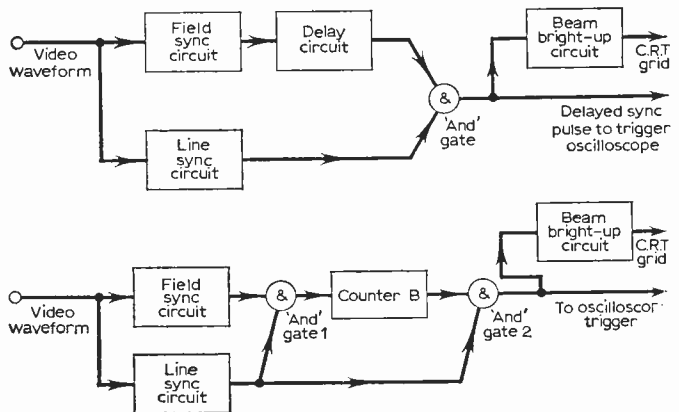 Field
sync
circuit
Delay
circuit
Beam
bright-up
circuit
C.R.T
grid
Video
waveform
&
'And'
gate
Delayed sync
pulse to trigger
oscilloscope
Line
sync
circuit
Beam
bright-up
circuit
C.R.T
grid
Field
sync
circuit
&
Counter B
&
Video
waveform
'And'
gate 1
'And'
gate 2
To oscilloscor
trigger
Line
sync
circuit